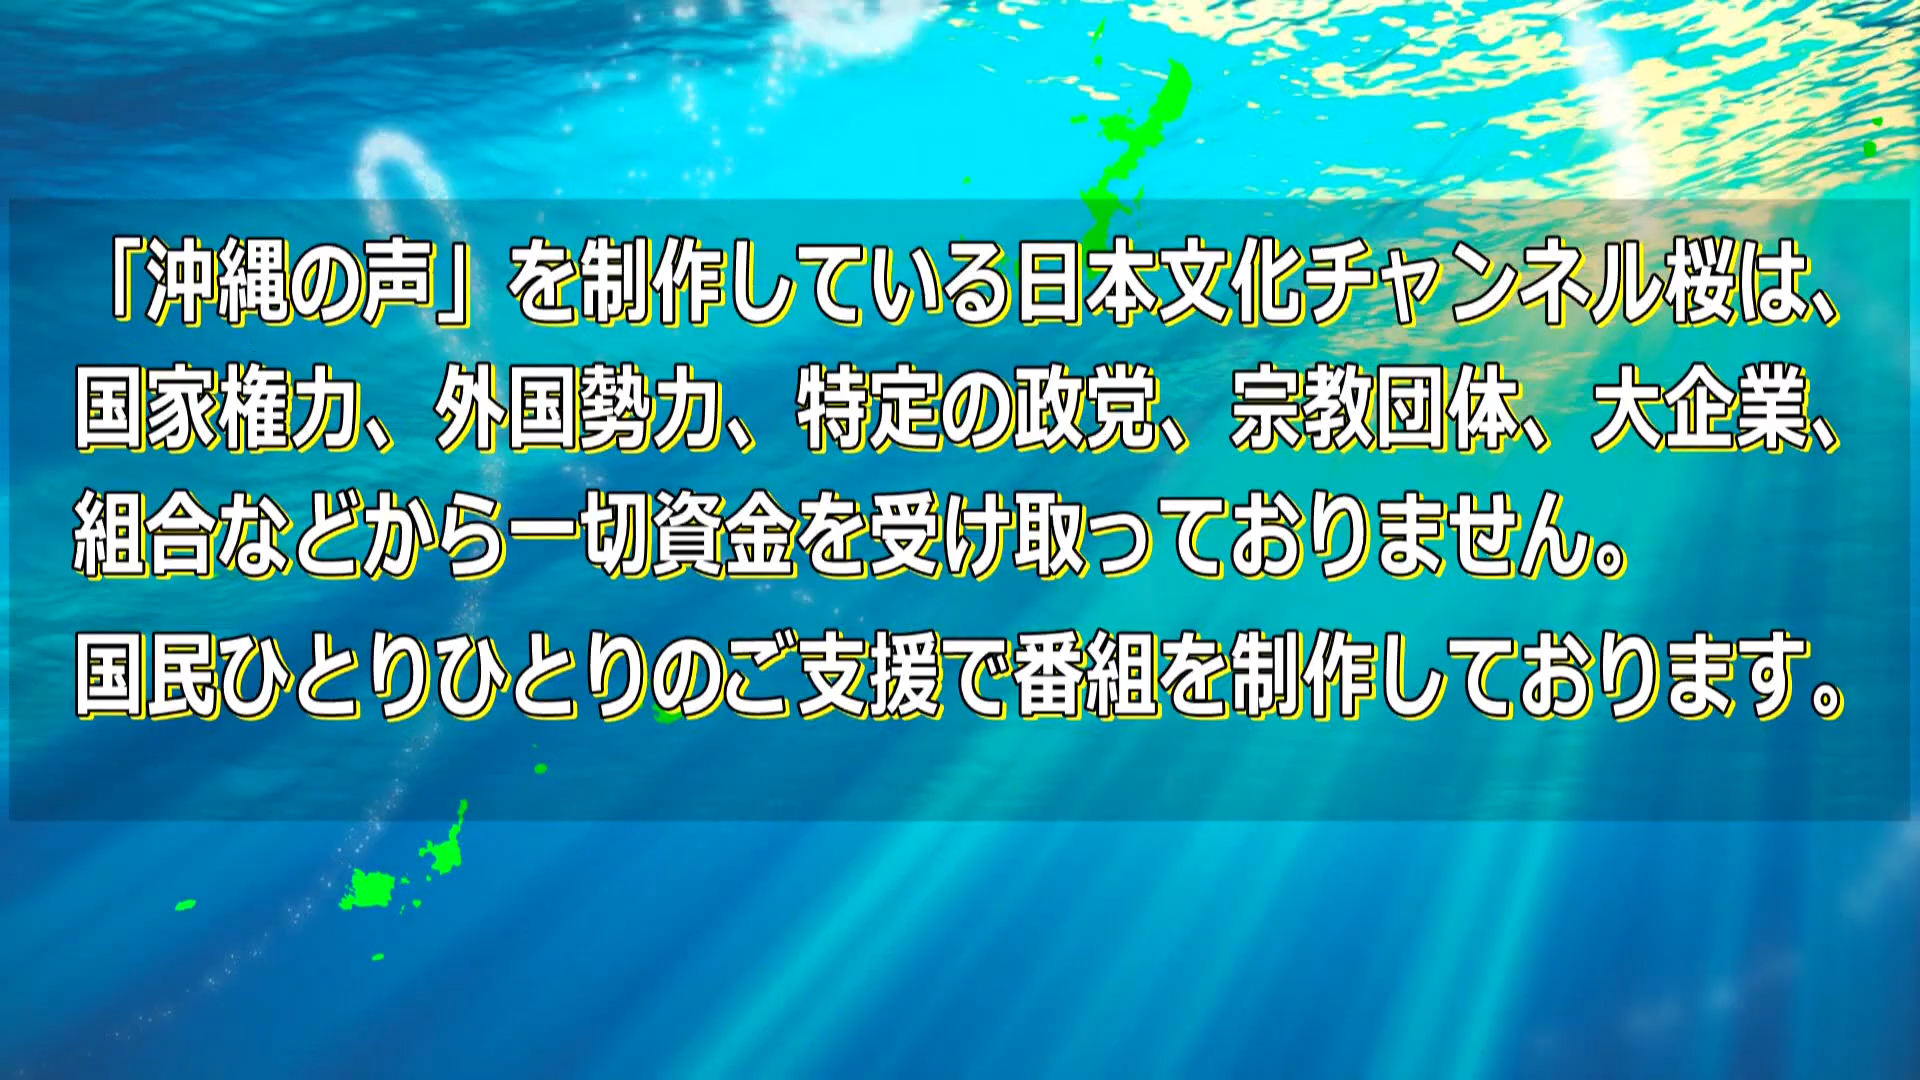 「沖縄の声」を制作している日本文化チャンネル桜は、
国家権力、外国勢力、特定の政党、宗教団体、大企業、
組合などから一切資金を受け取っておりません。
国民ひとりひとりのご支援で番組を制作しております。